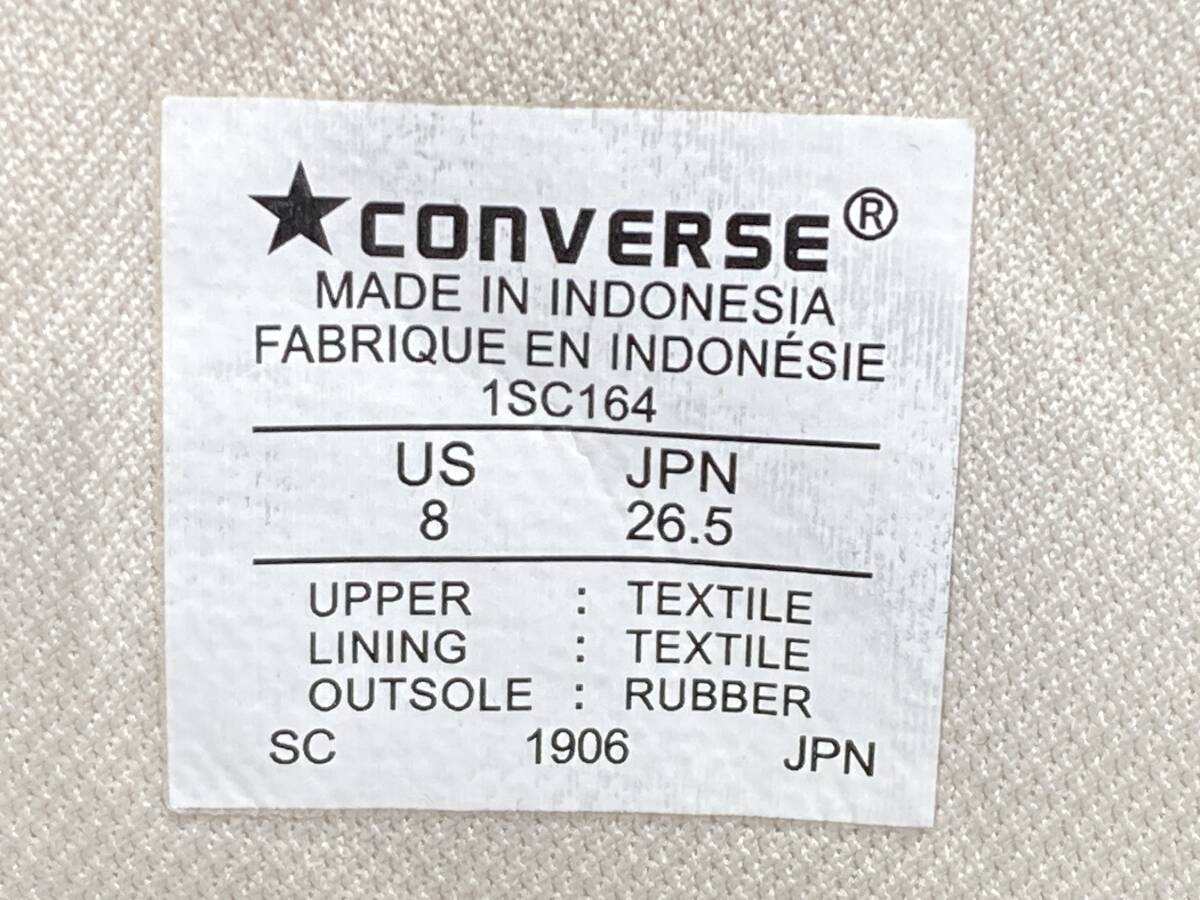 ★CONVERSE®
MADE IN INDONESIA
FABRIQUE EN INDONÉSIE
1SC164
US JPN
8 26.5
UPPER : TEXTILE
LINING : TEXTILE
OUTSOLE : RUBBER
SC 1906 JPN